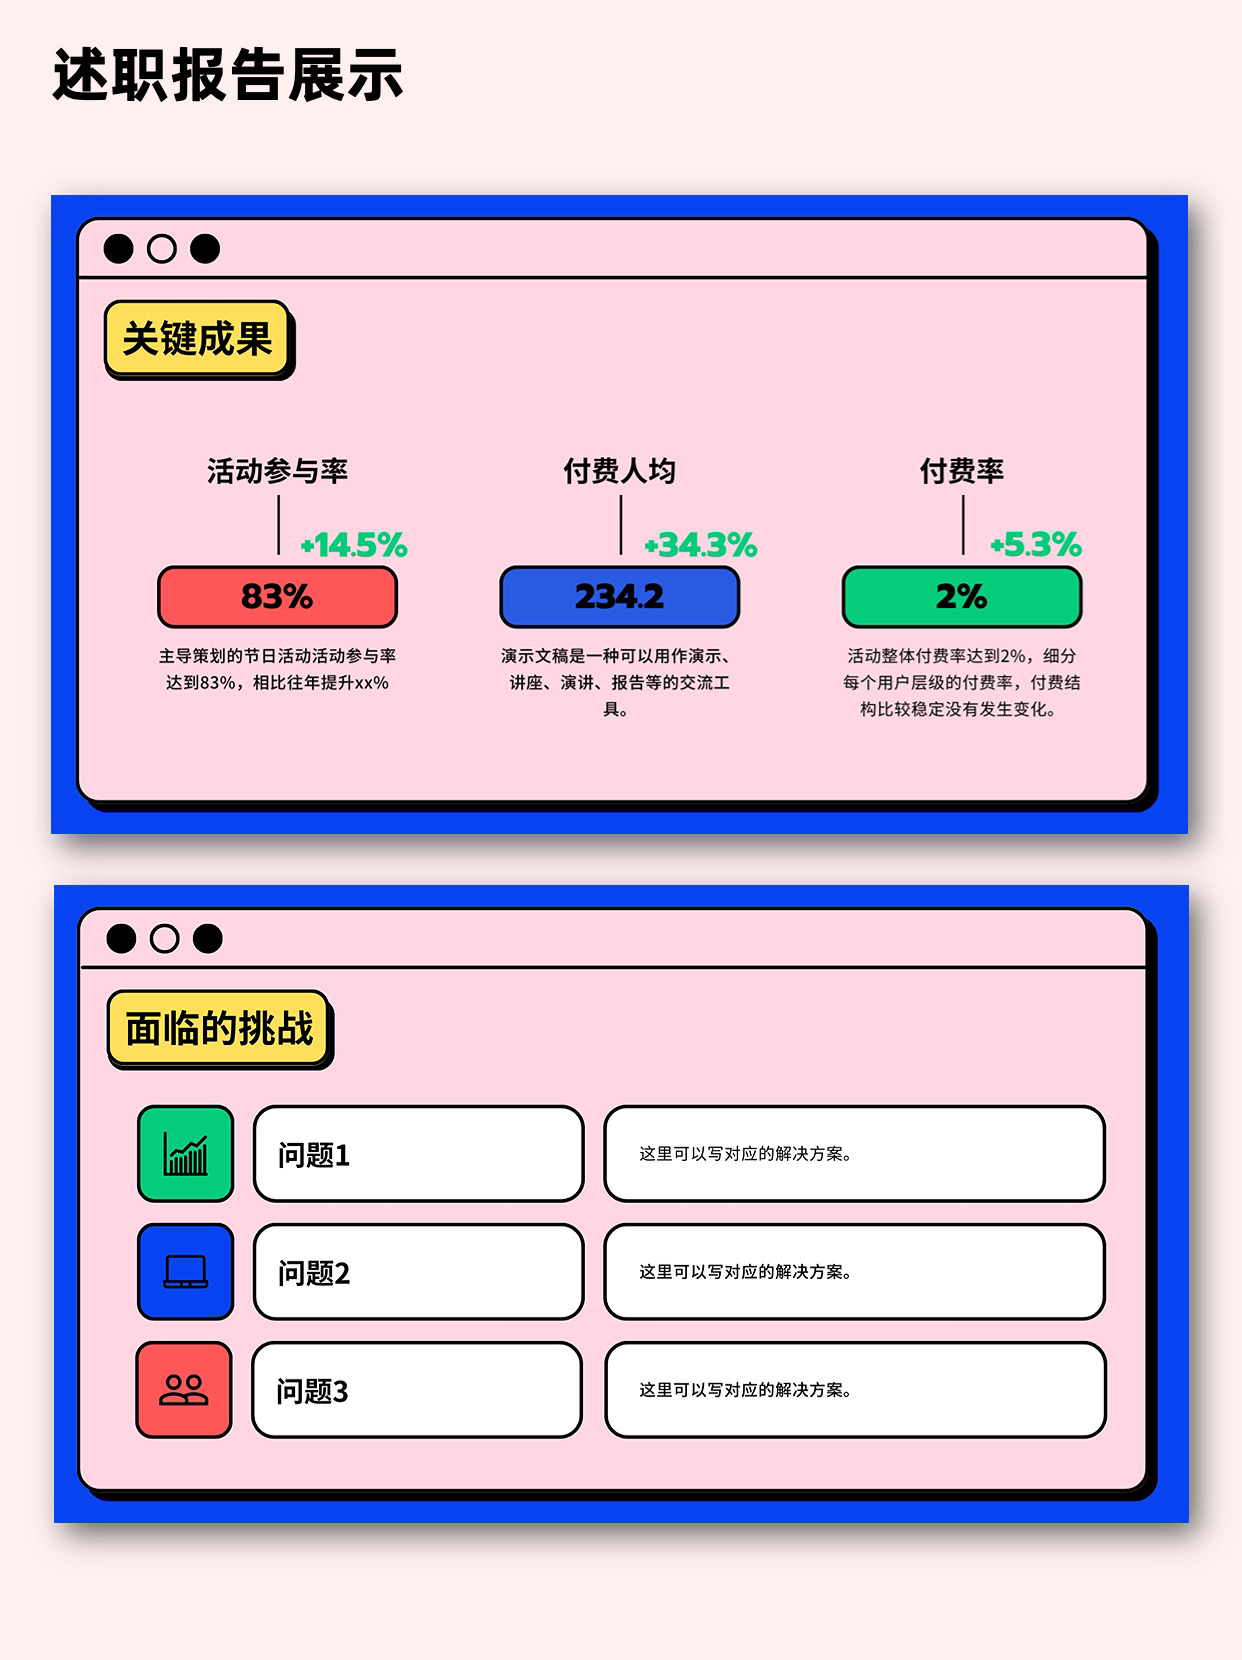 述职报告展示
关键成果
活动参与率
+14.5%
83%
主导策划的节日活动活动参与率
达到83%，相比往年提升xx%
付费人均
+34.3%
234.2
演示文稿是一种可以用作演示、
讲座、演讲、报告等的交流工
具。
付费率
+5.3%
2%
活动整体付费率达到2%，细分
每个用户层级的付费率，付费结
构比较稳定没有发生变化。
面临的挑战
问题1
这里可以写对应的解决方案。
问题2
这里可以写对应的解决方案。
问题3
这里可以写对应的解决方案。